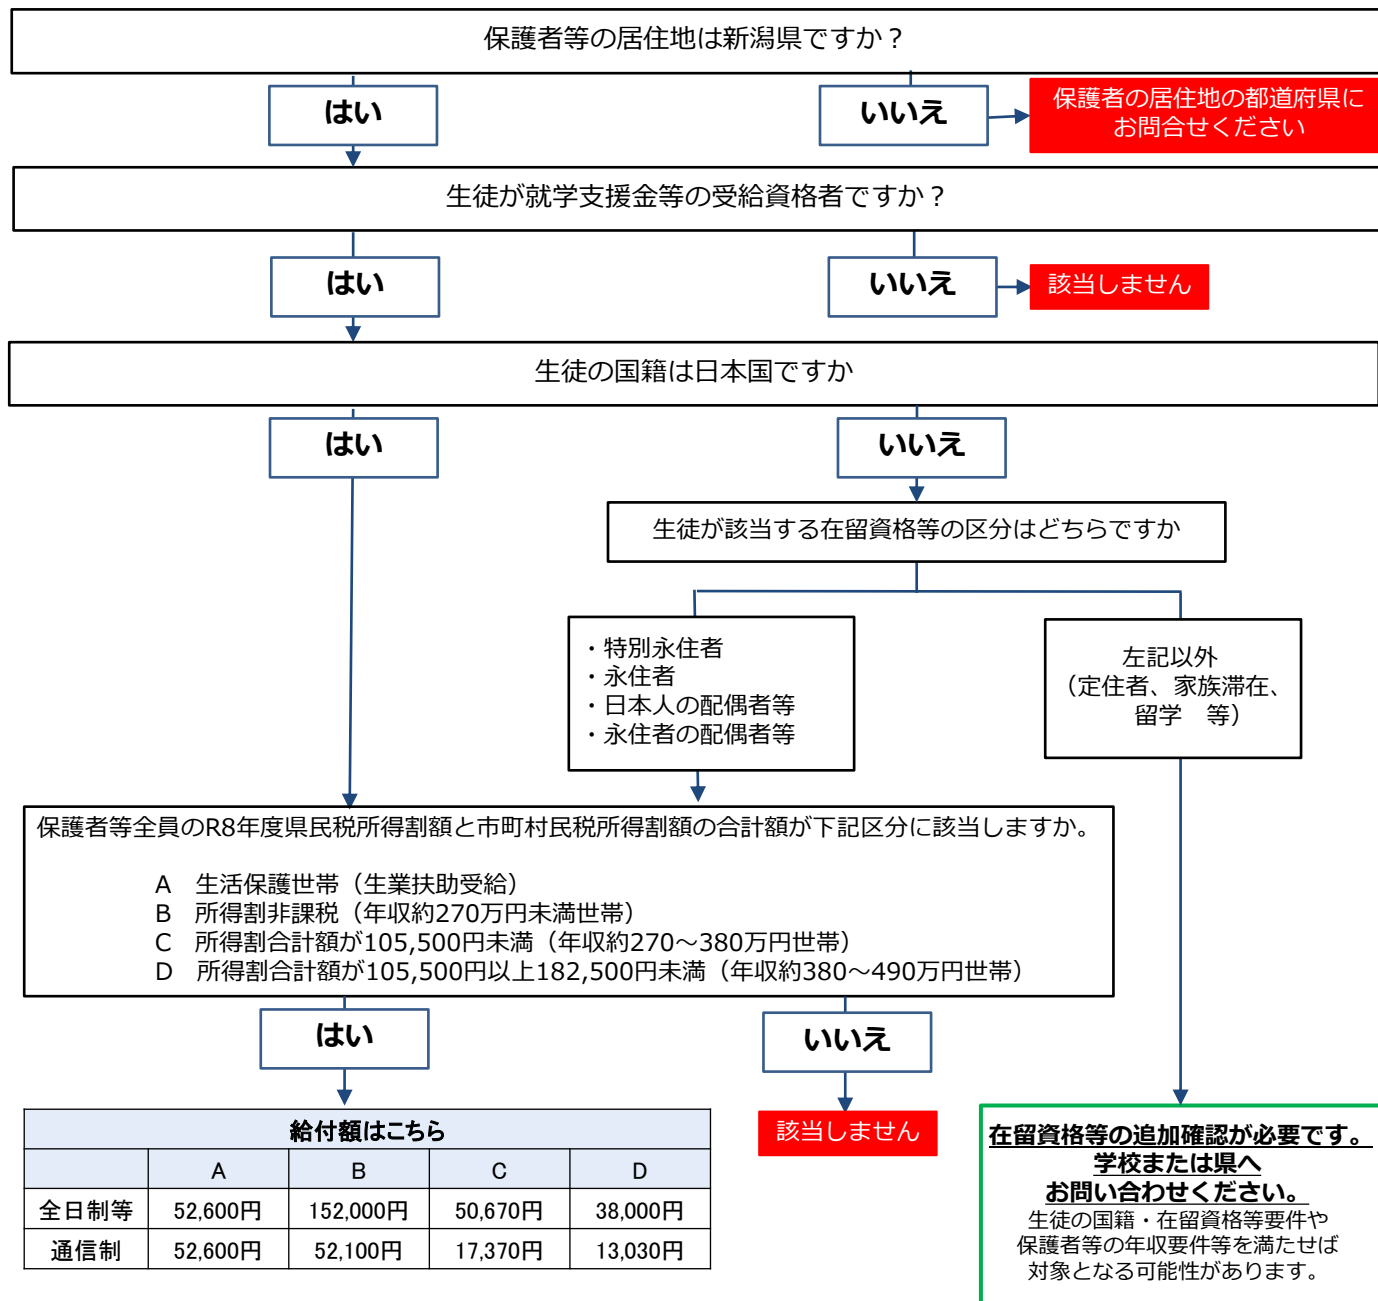 保護者等の居住地は新潟県ですか？
はい
いいえ
保護者の居住地の都道府県に
お問合せください
生徒が就学支援金等の受給資格者ですか？
はい
いいえ
該当しません
生徒の国籍は日本国ですか
はい
いいえ
生徒が該当する在留資格等の区分はどちらですか
・特別永住者
・永住者
・日本人の配偶者等
・永住者の配偶者等
左記以外
（定住者、家族滞在、
留学　等）
保護者等全員のR8年度県民税所得割額と市町村民税所得割額の合計額が下記区分に該当しますか。
A　生活保護世帯（生業扶助受給）
B　所得割非課税（年収約270万円未満世帯）
C　所得割合計額が105,500円未満（年収約270～380万円世帯）
D　所得割合計額が105,500円以上182,500円未満（年収約380～490万円世帯）
はい
いいえ
該当しません
給付額はこちら
A B C D
全日制等 52,600円 152,000円 50,670円 38,000円
通信制 52,600円 52,100円 17,370円 13,030円
在留資格等の追加確認が必要です。
学校または県へ
お問い合わせください。
生徒の国籍・在留資格等要件や
保護者等の年収要件等を満たせば
対象となる可能性があります。